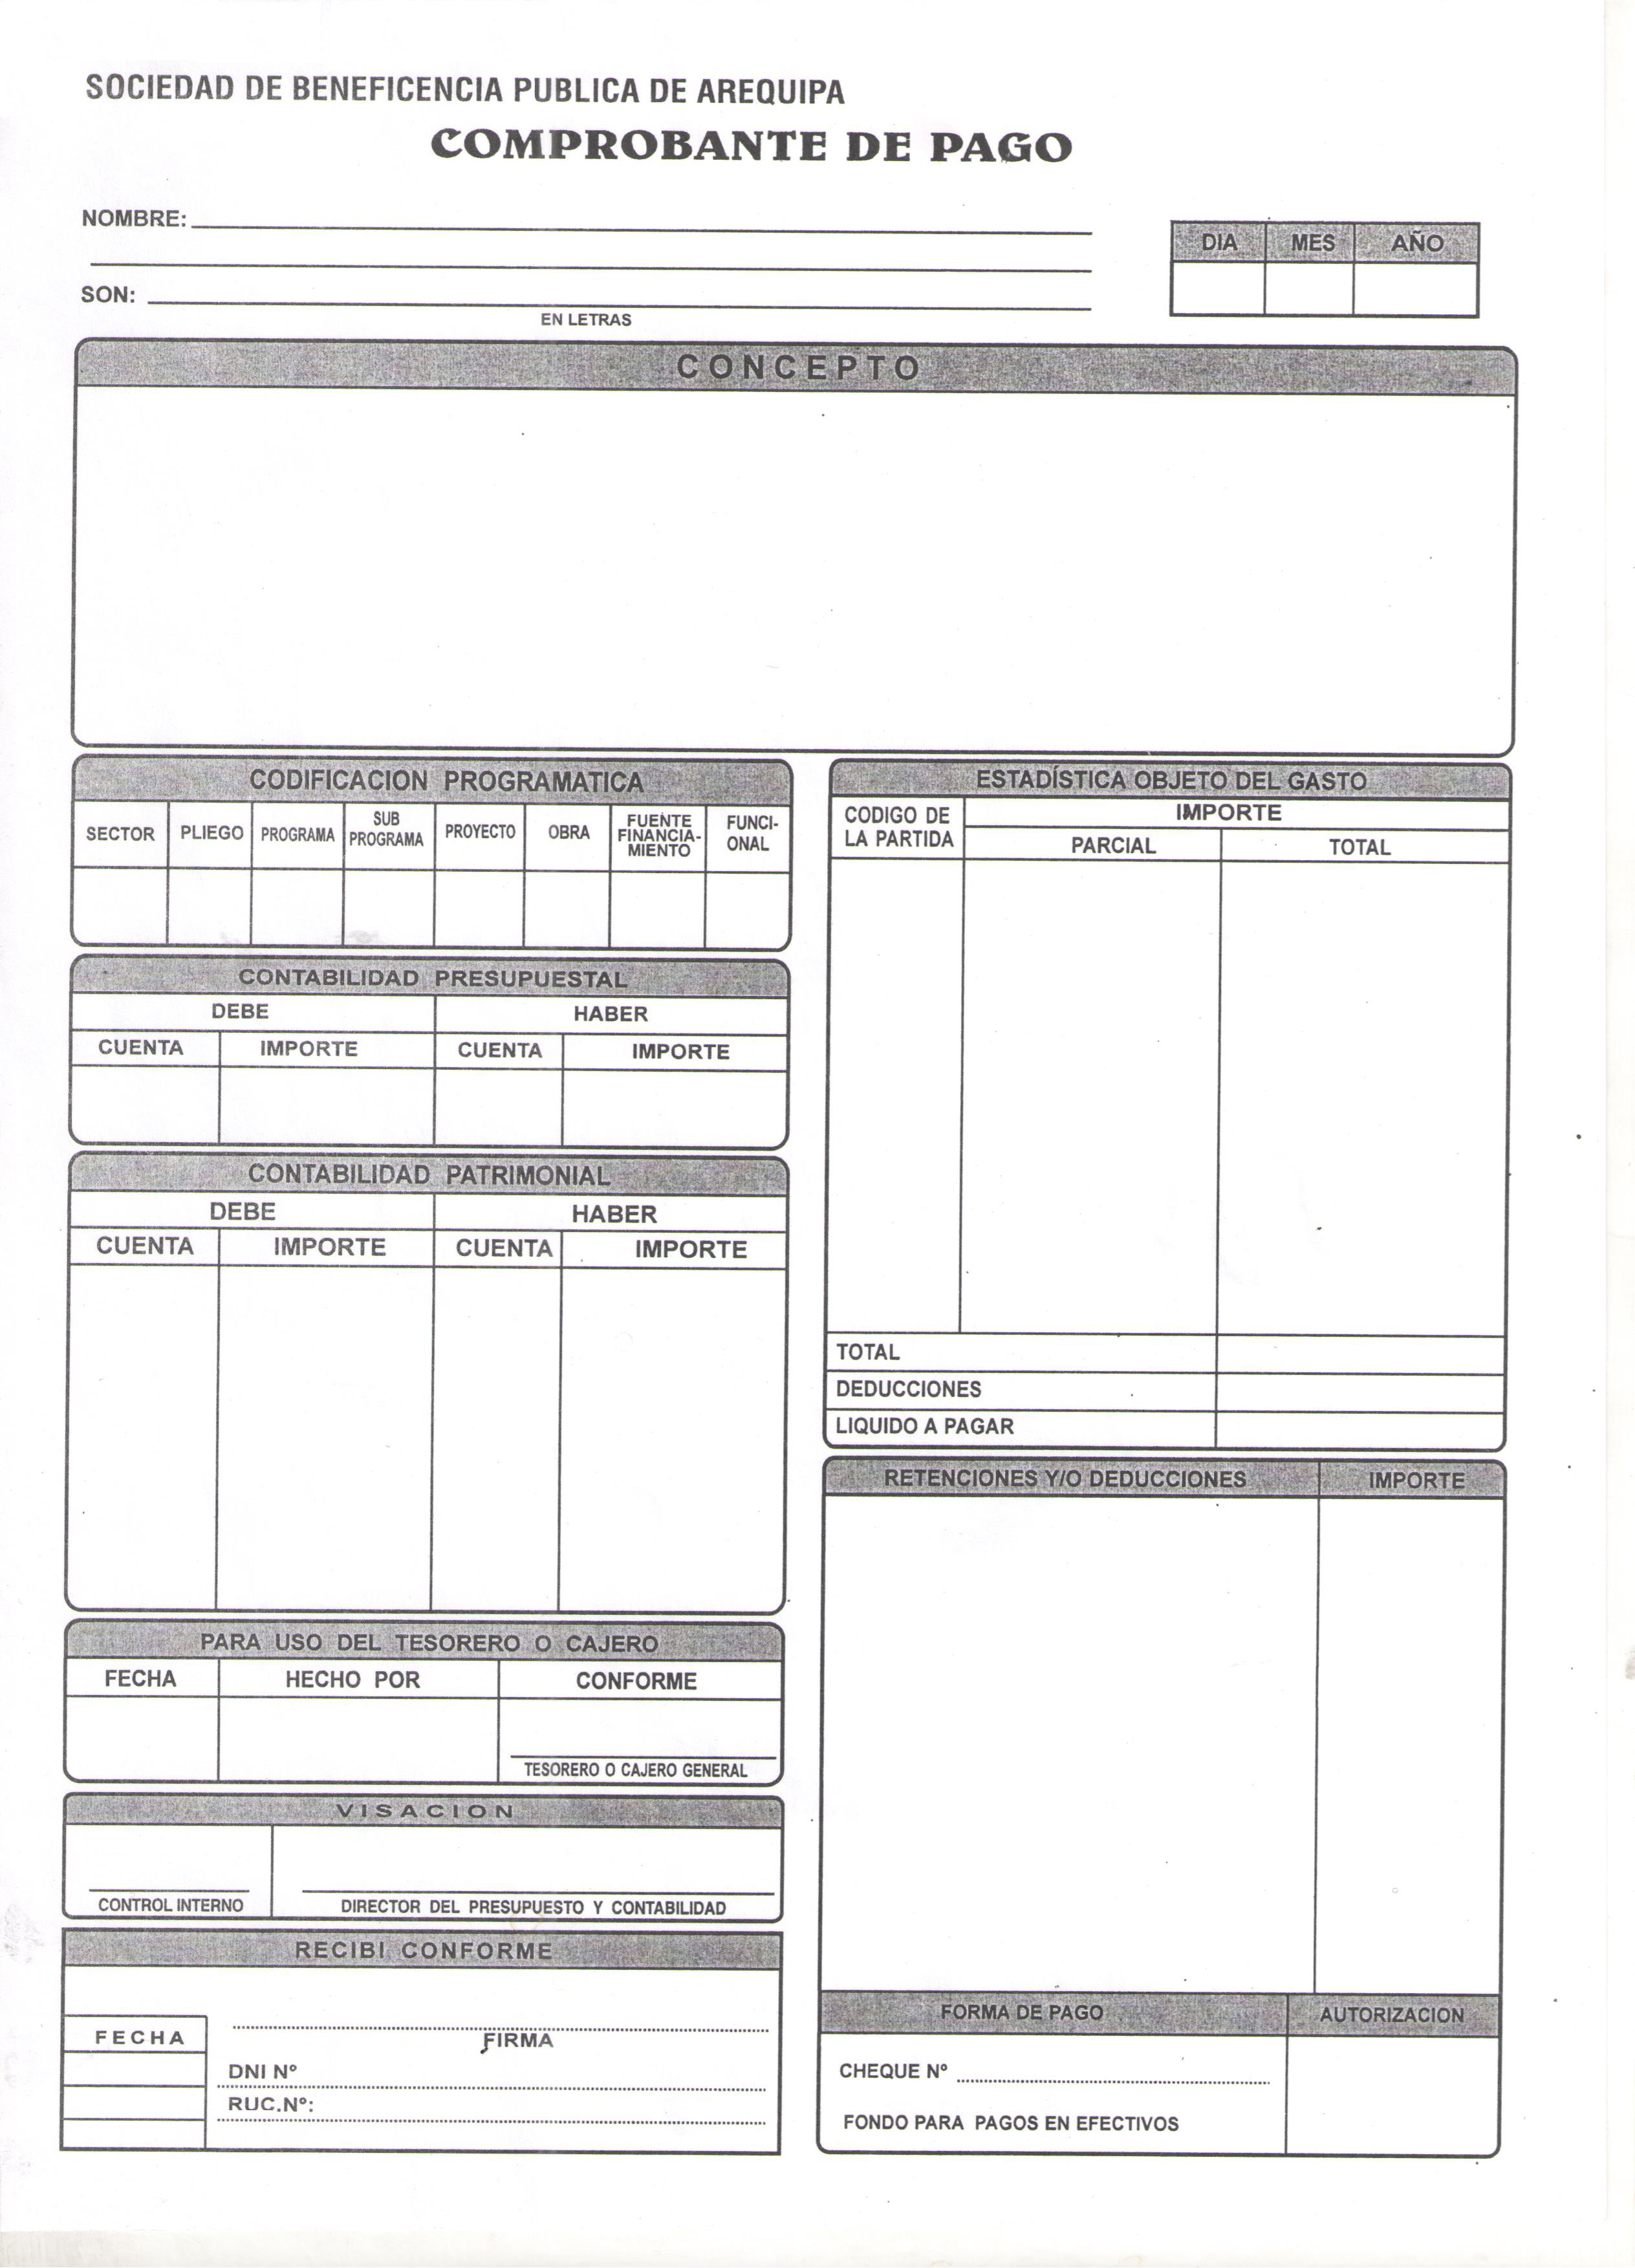 SOCIEDAD DE BENEFICENCIA PUBLICA DE AREQUIPA
COMPROBANTE DE PAGO
NOMBRE:
SON:
EN LETRAS
DIA MES AÑO
CONCEPTO
CODIFICACION PROGRAMATICA
SECTOR PLIEGO PROGRAMA SUB PROGRAMA PROYECTO OBRA FUENTE FINANCIA- MIENTO FUNCI- ONAL
CONTABILIDAD PRESUPUESTAL
DEBE HABER
CUENTA IMPORTE CUENTA IMPORTE
CONTABILIDAD PATRIMONIAL
DEBE HABER
CUENTA IMPORTE CUENTA IMPORTE
PARA USO DEL TESORERO O CAJERO
FECHA HECHO POR CONFORME
TESORERO O CAJERO GENERAL
VISACION
CONTROL INTERNO DIRECTOR DEL PRESUPUESTO Y CONTABILIDAD
RECIBI CONFORME
FECHA
FIRMA
DNI Nº
RUC.Nº:
ESTADÍSTICA OBJETO DEL GASTO
CODIGO DE LA PARTIDA
IMPORTE
PARCIAL TOTAL
TOTAL
DEDUCCIONES
LIQUIDO A PAGAR
RETENCIONES Y/O DEDUCCIONES IMPORTE
FORMA DE PAGO AUTORIZACION
CHEQUE Nº
FONDO PARA PAGOS EN EFECTIVOS